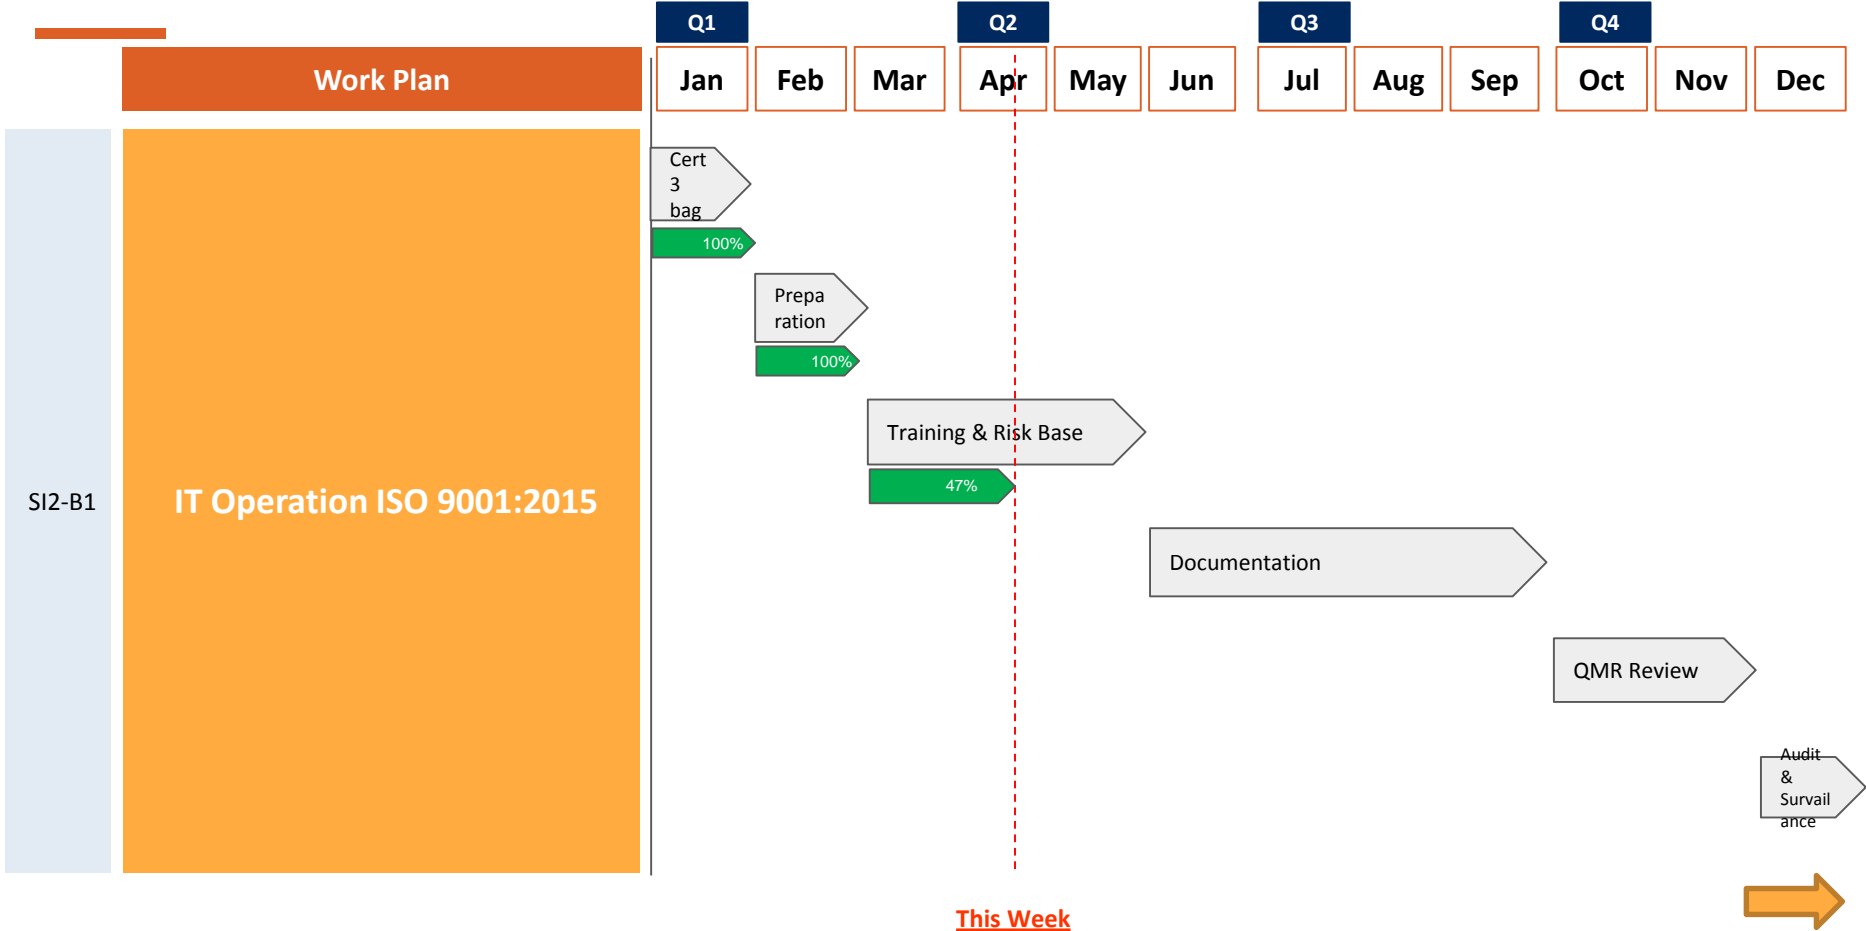 Q1 Q2 Q3 Q4
Work Plan Jan Feb Mar Apr May Jun Jul Aug Sep Oct Nov Dec
Cert
3
bag
100%
Prepa
ration
100%
Training & Risk Base
47%
SI2-B1
IT Operation ISO 9001:2015
Documentation
QMR Review
Audit
&
Survail
ance
This Week